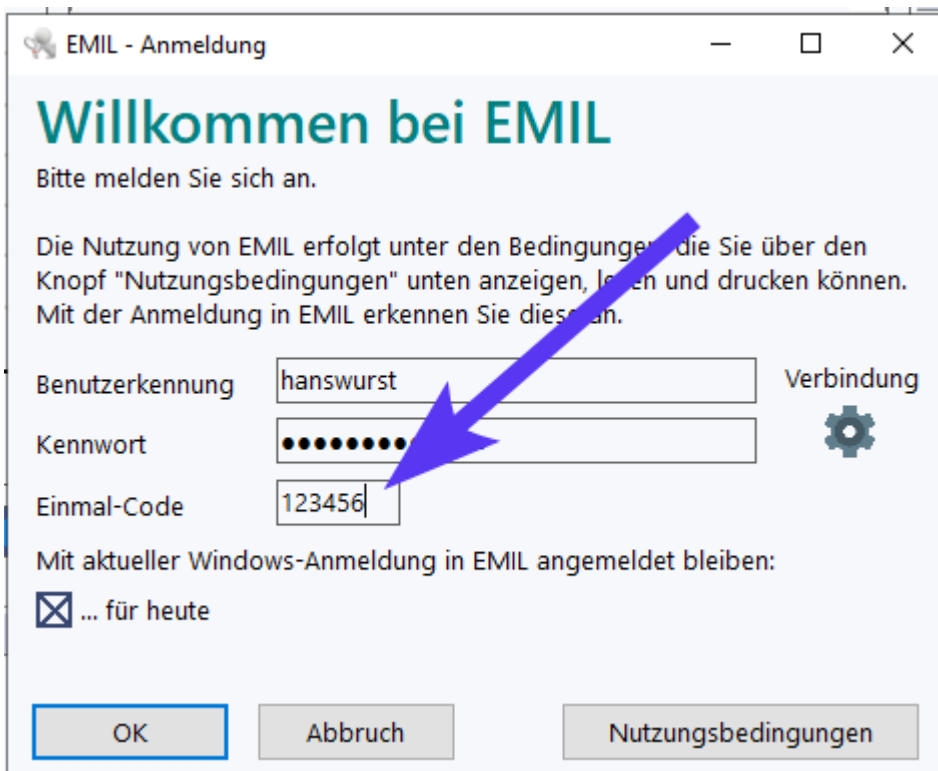 EMIL - Anmeldung
Willkommen bei EMIL
Bitte melden Sie sich an.
Die Nutzung von EMIL erfolgt unter den Bedingungen, die Sie über den
Knopf "Nutzungsbedingungen" unten anzeigen, lesen und drucken können.
Mit der Anmeldung in EMIL erkennen Sie diese an.
Benutzerkennung hanswurst Verbindung
Kennwort
Einmal-Code 123456
Mit aktueller Windows-Anmeldung in EMIL angemeldet bleiben:
... für heute
OK Abbruch Nutzungsbedingungen